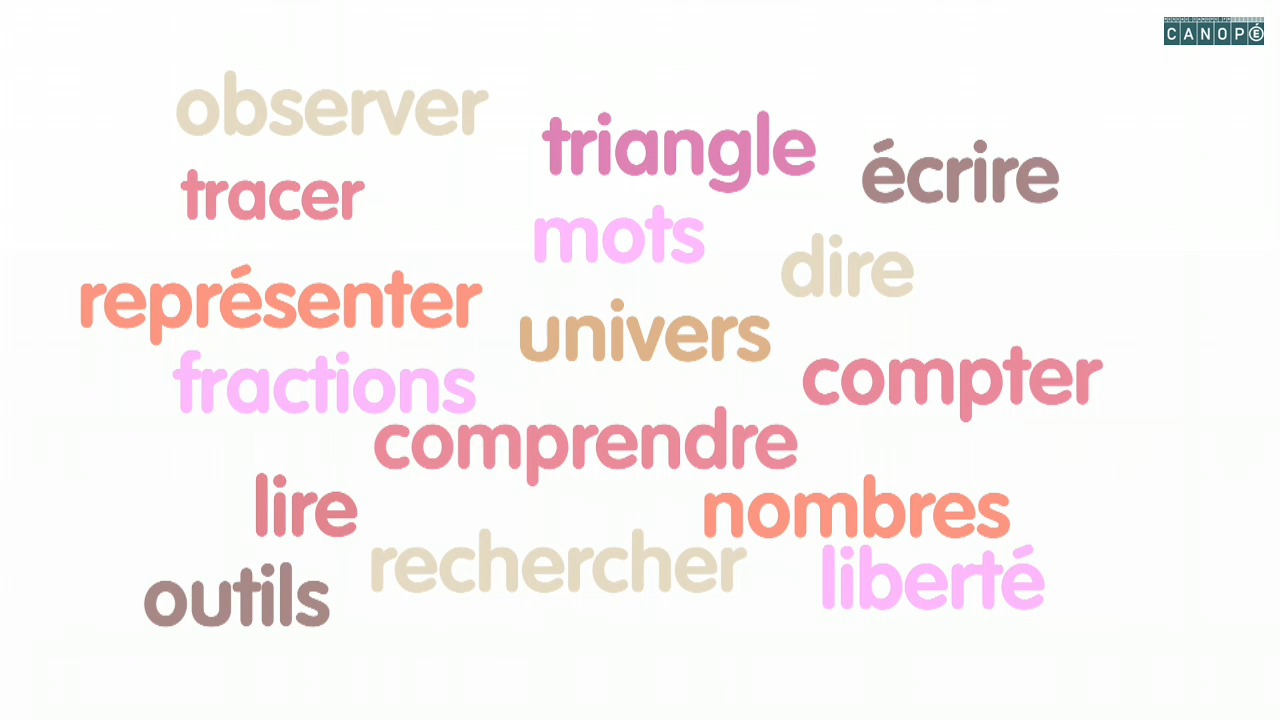 CANOPÉ
observer
triangle
écrire
tracer
mots
dire
représenter
univers
fractions
compter
comprendre
lire
nombres
rechercher
liberté
outils